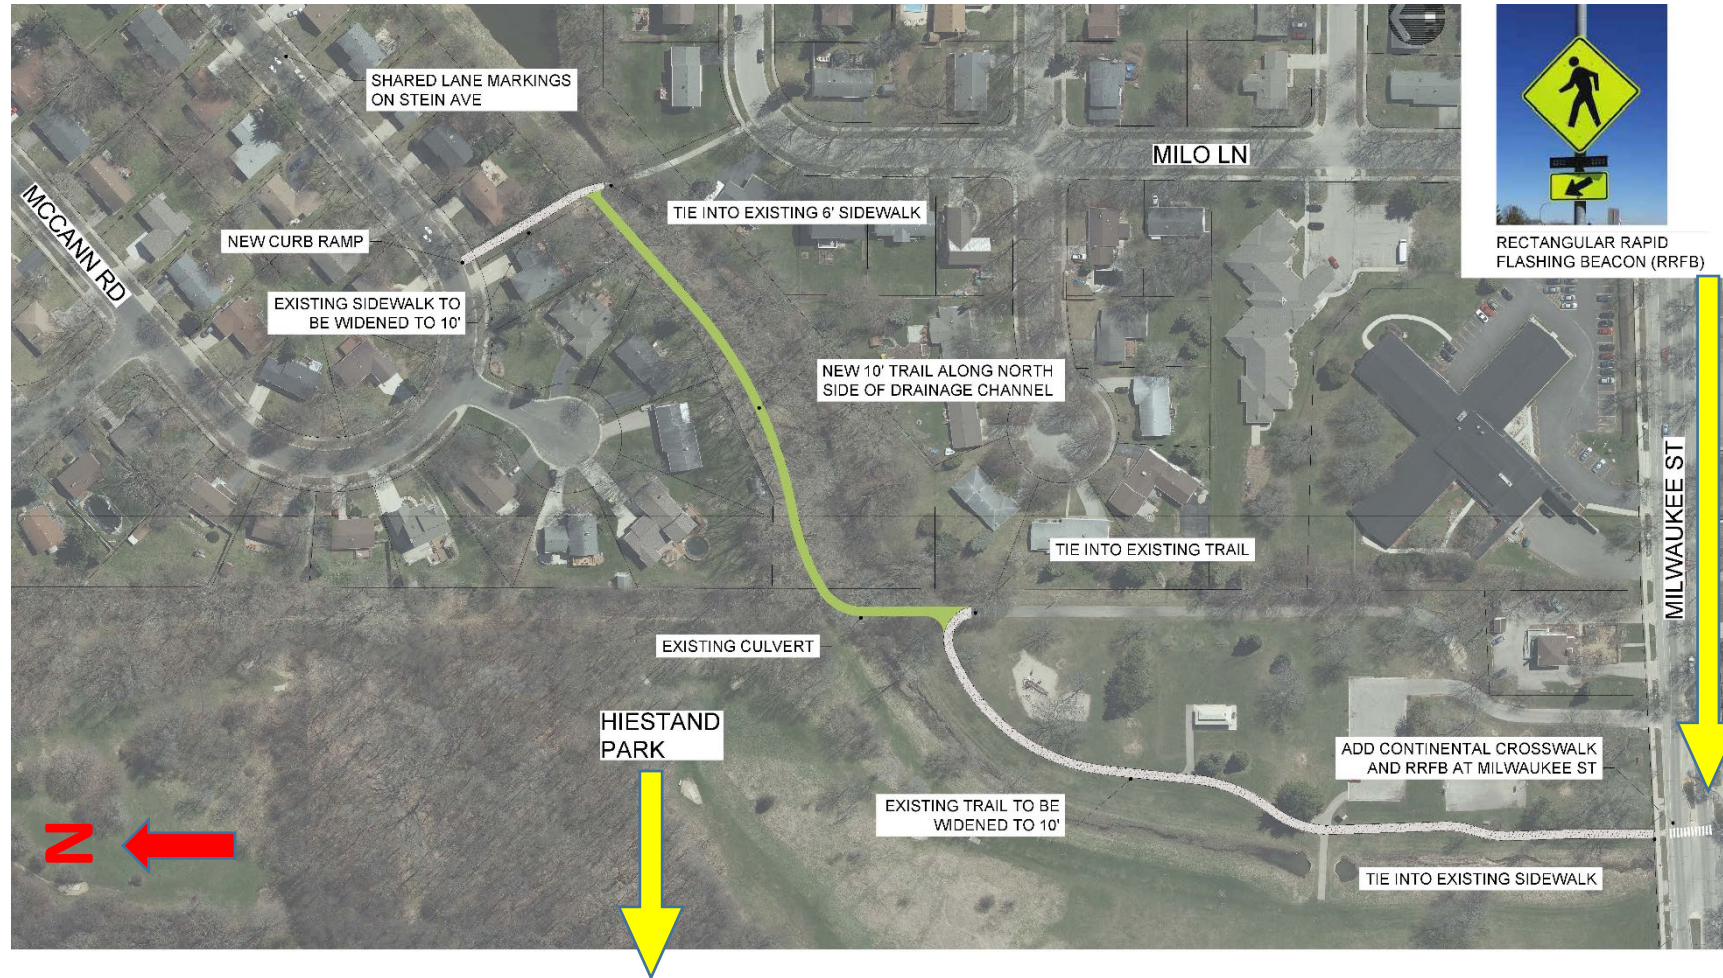 SHARED LANE MARKINGS
ON STEIN AVE
MILO LN
MCCANN RD
TIE INTO EXISTING 6' SIDEWALK
NEW CURB RAMP
RECTANGULAR RAPID
FLASHING BEACON (RRFB)
EXISTING SIDEWALK TO
BE WIDENED TO 10'
NEW 10' TRAIL ALONG NORTH
SIDE OF DRAINAGE CHANNEL
MILWAUKEE ST
TIE INTO EXISTING TRAIL
EXISTING CULVERT
HIESTAND
PARK
ADD CONTINENTAL CROSSWALK
AND RRFB AT MILWAUKEE ST
EXISTING TRAIL TO BE
WIDENED TO 10'
N
TIE INTO EXISTING SIDEWALK